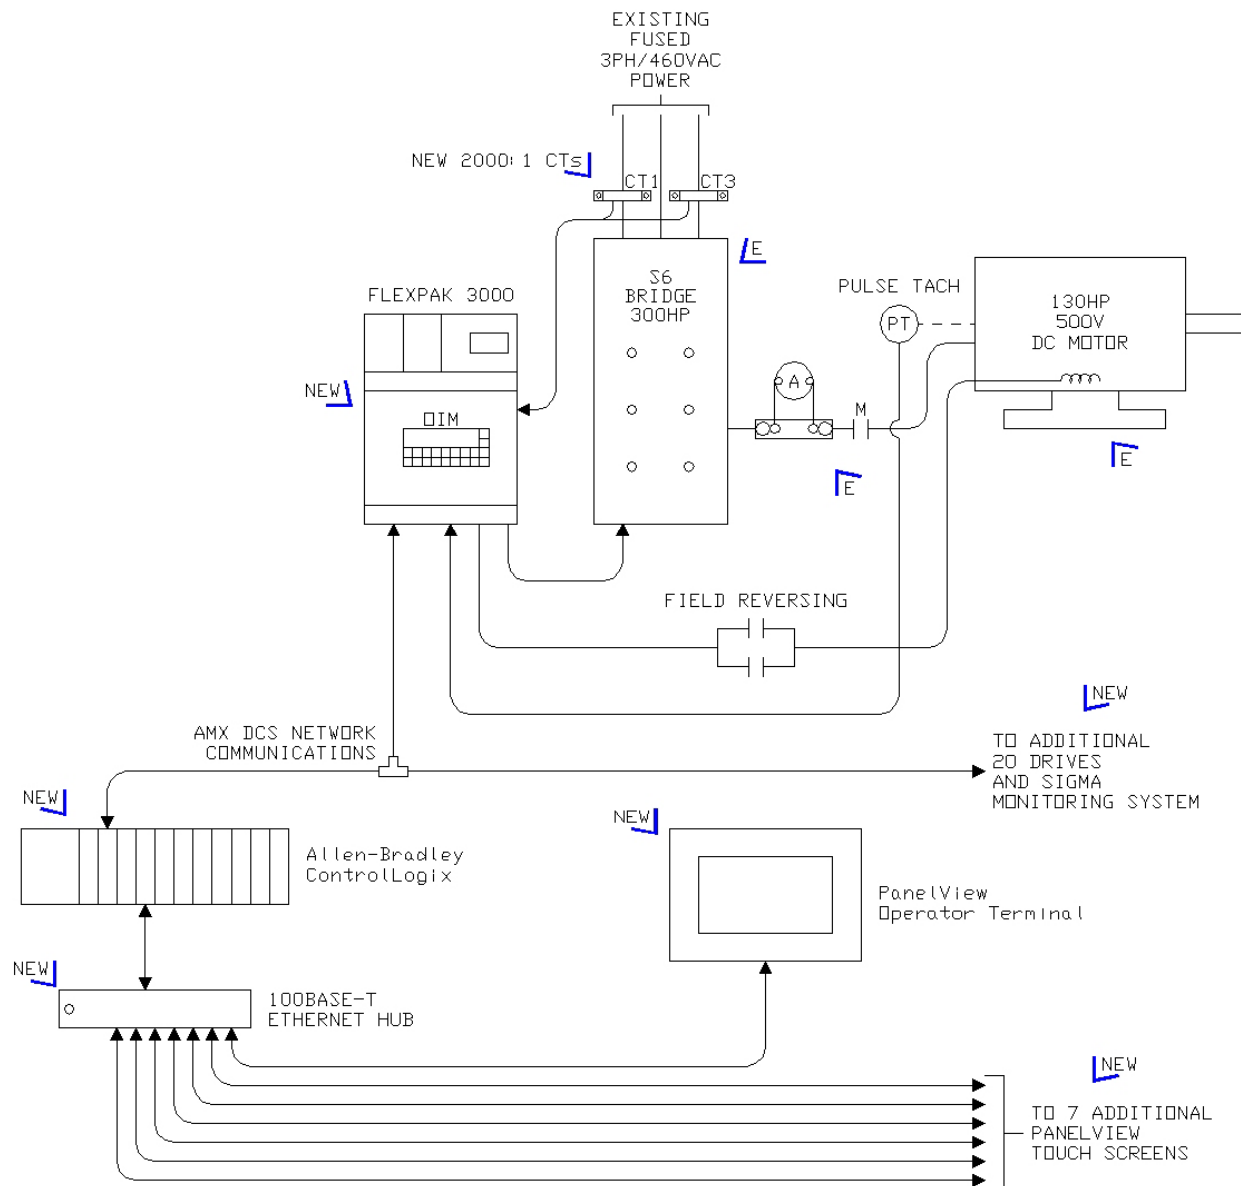 EXISTING
FUSED
3PH/460VAC
POWER
NEW 2000:1 CTs
CT1
CT3
E
S6
BRIDGE
300HP
FLEXPAK 3000
PULSE TACH
PT
130HP
500V
DC MOTOR
NEW
OIM
A
M
E
E
FIELD REVERSING
AMX DCS NETWORK
COMMUNICATIONS
NEW
TO ADDITIONAL
20 DRIVES
AND SIGMA
MONITORING SYSTEM
NEW
Allen-Bradley
ControlLogix
NEW
PanelView
Operator Terminal
NEW
100BASE-T
ETHERNET HUB
NEW
TO 7 ADDITIONAL
PANELVIEW
TOUCH SCREENS